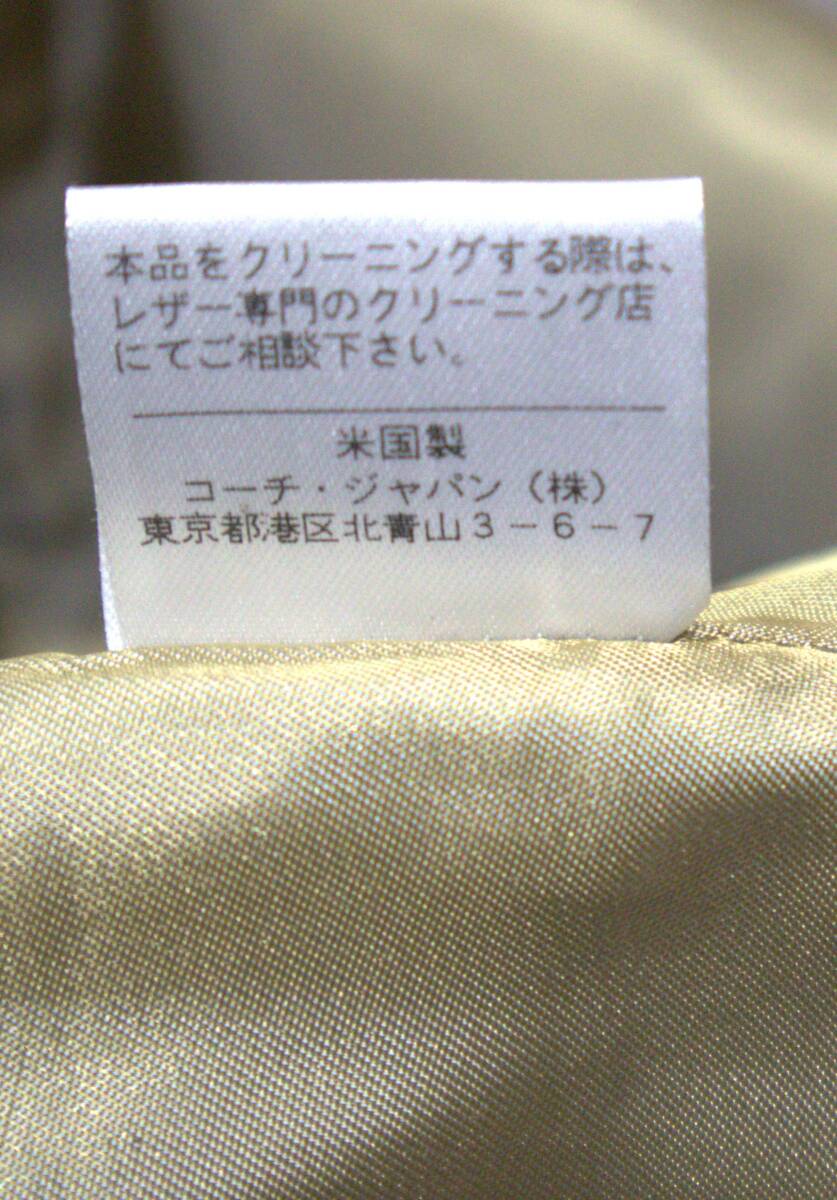 本品をクリーニングする際は、
レザー専門のクリーニング店
にてご相談下さい。
米国製
コーチ・ジャパン（株）
東京都港区北青山３－６－７